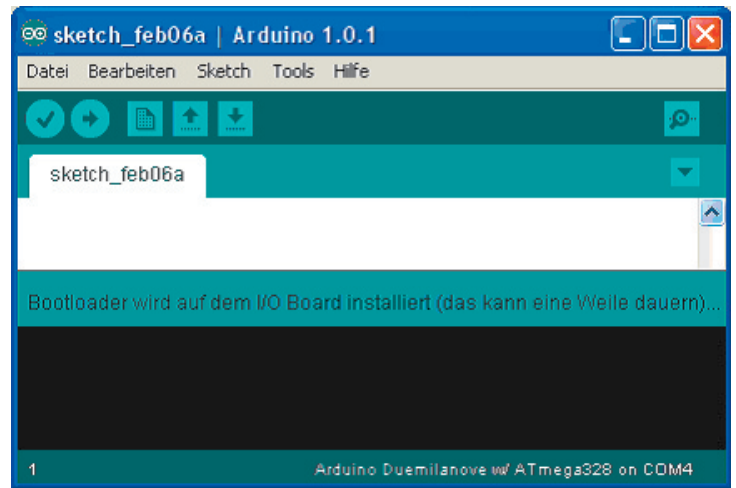 sketch_feb06a | Arduino 1.0.1
Datei Bearbeiten Sketch Tools Hilfe
sketch_feb06a
Bootloader wird auf dem I/O Board installiert (das kann eine Weile dauern)...
1 Arduino Duemilanove w/ ATmega328 on COM4